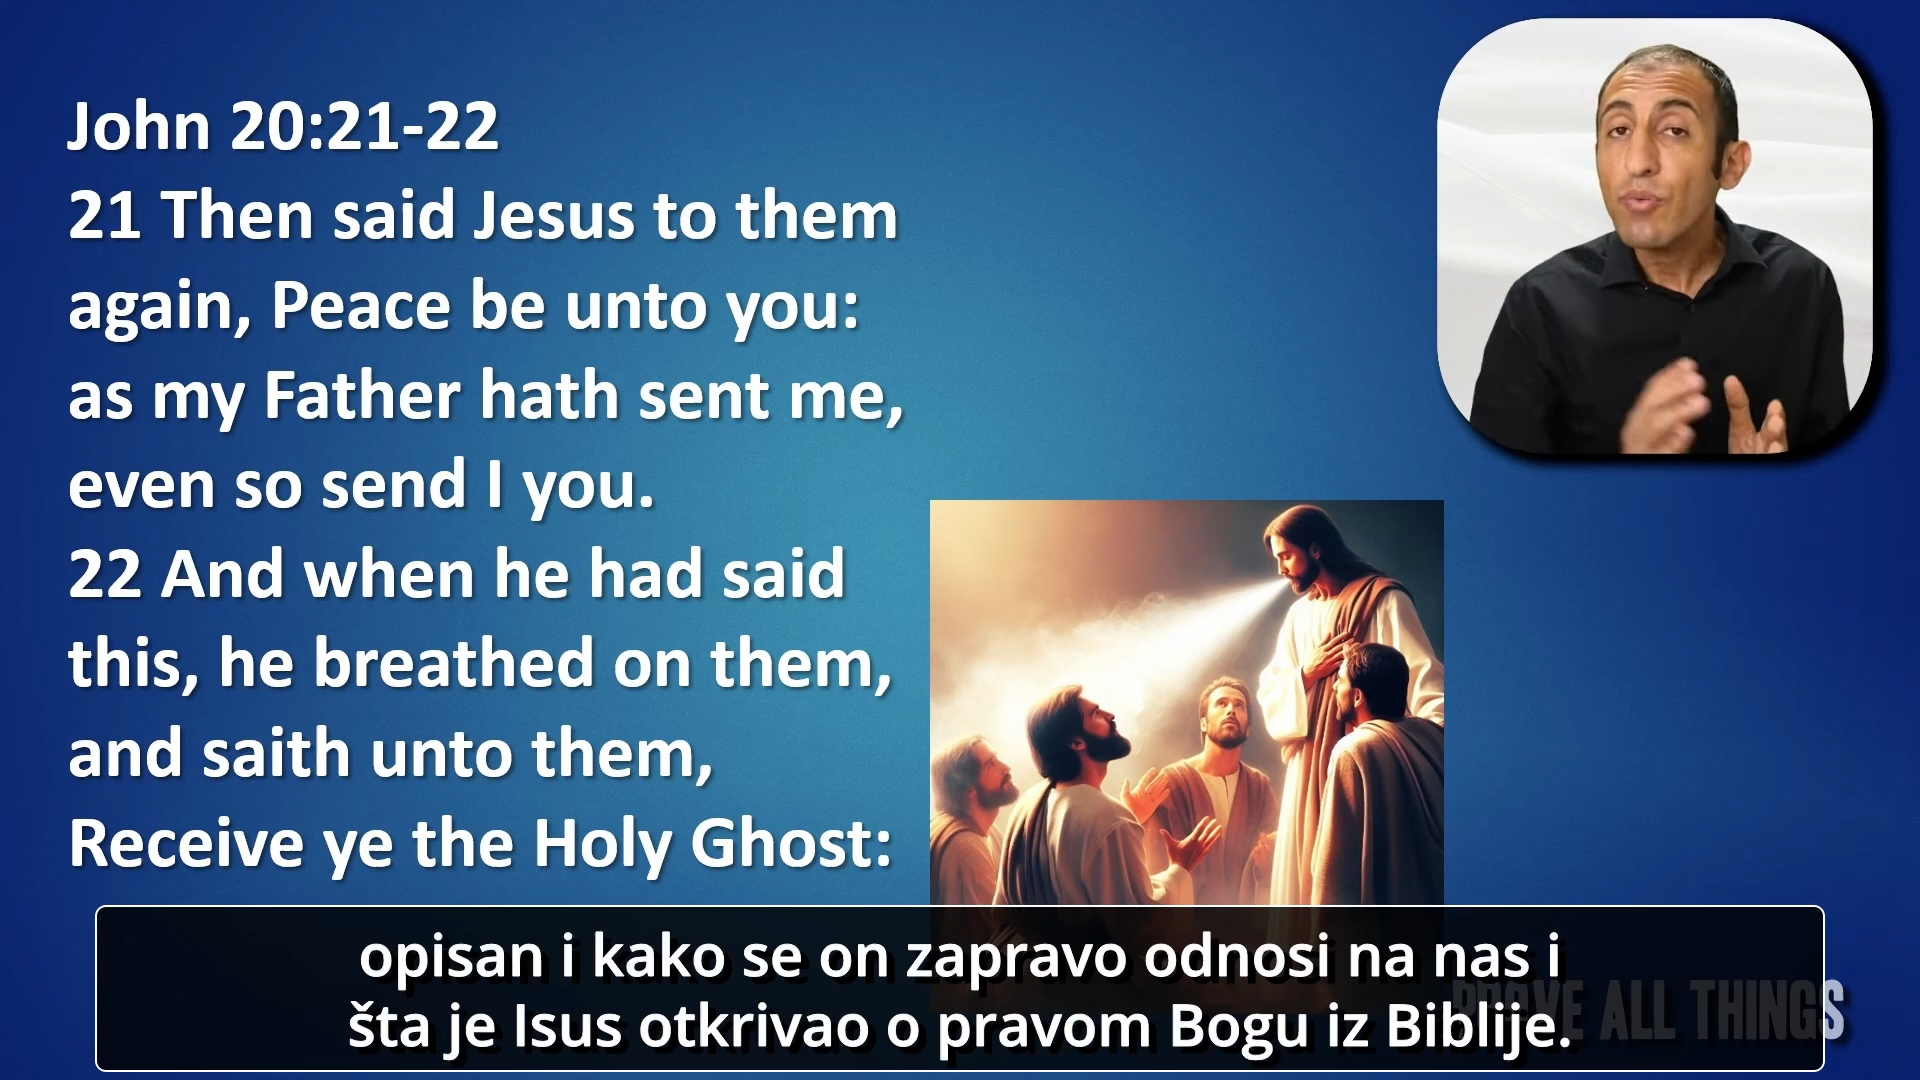 John 20:21-22
21 Then said Jesus to them
again, Peace be unto you:
as my Father hath sent me,
even so send I you.
22 And when he had said
this, he breathed on them,
and saith unto them,
Receive ye the Holy Ghost:
opisan i kako se on zapravo odnosi na nas i
šta je Isus otkrivao o pravom Bogu iz Biblije.
PROVE ALL THINGS